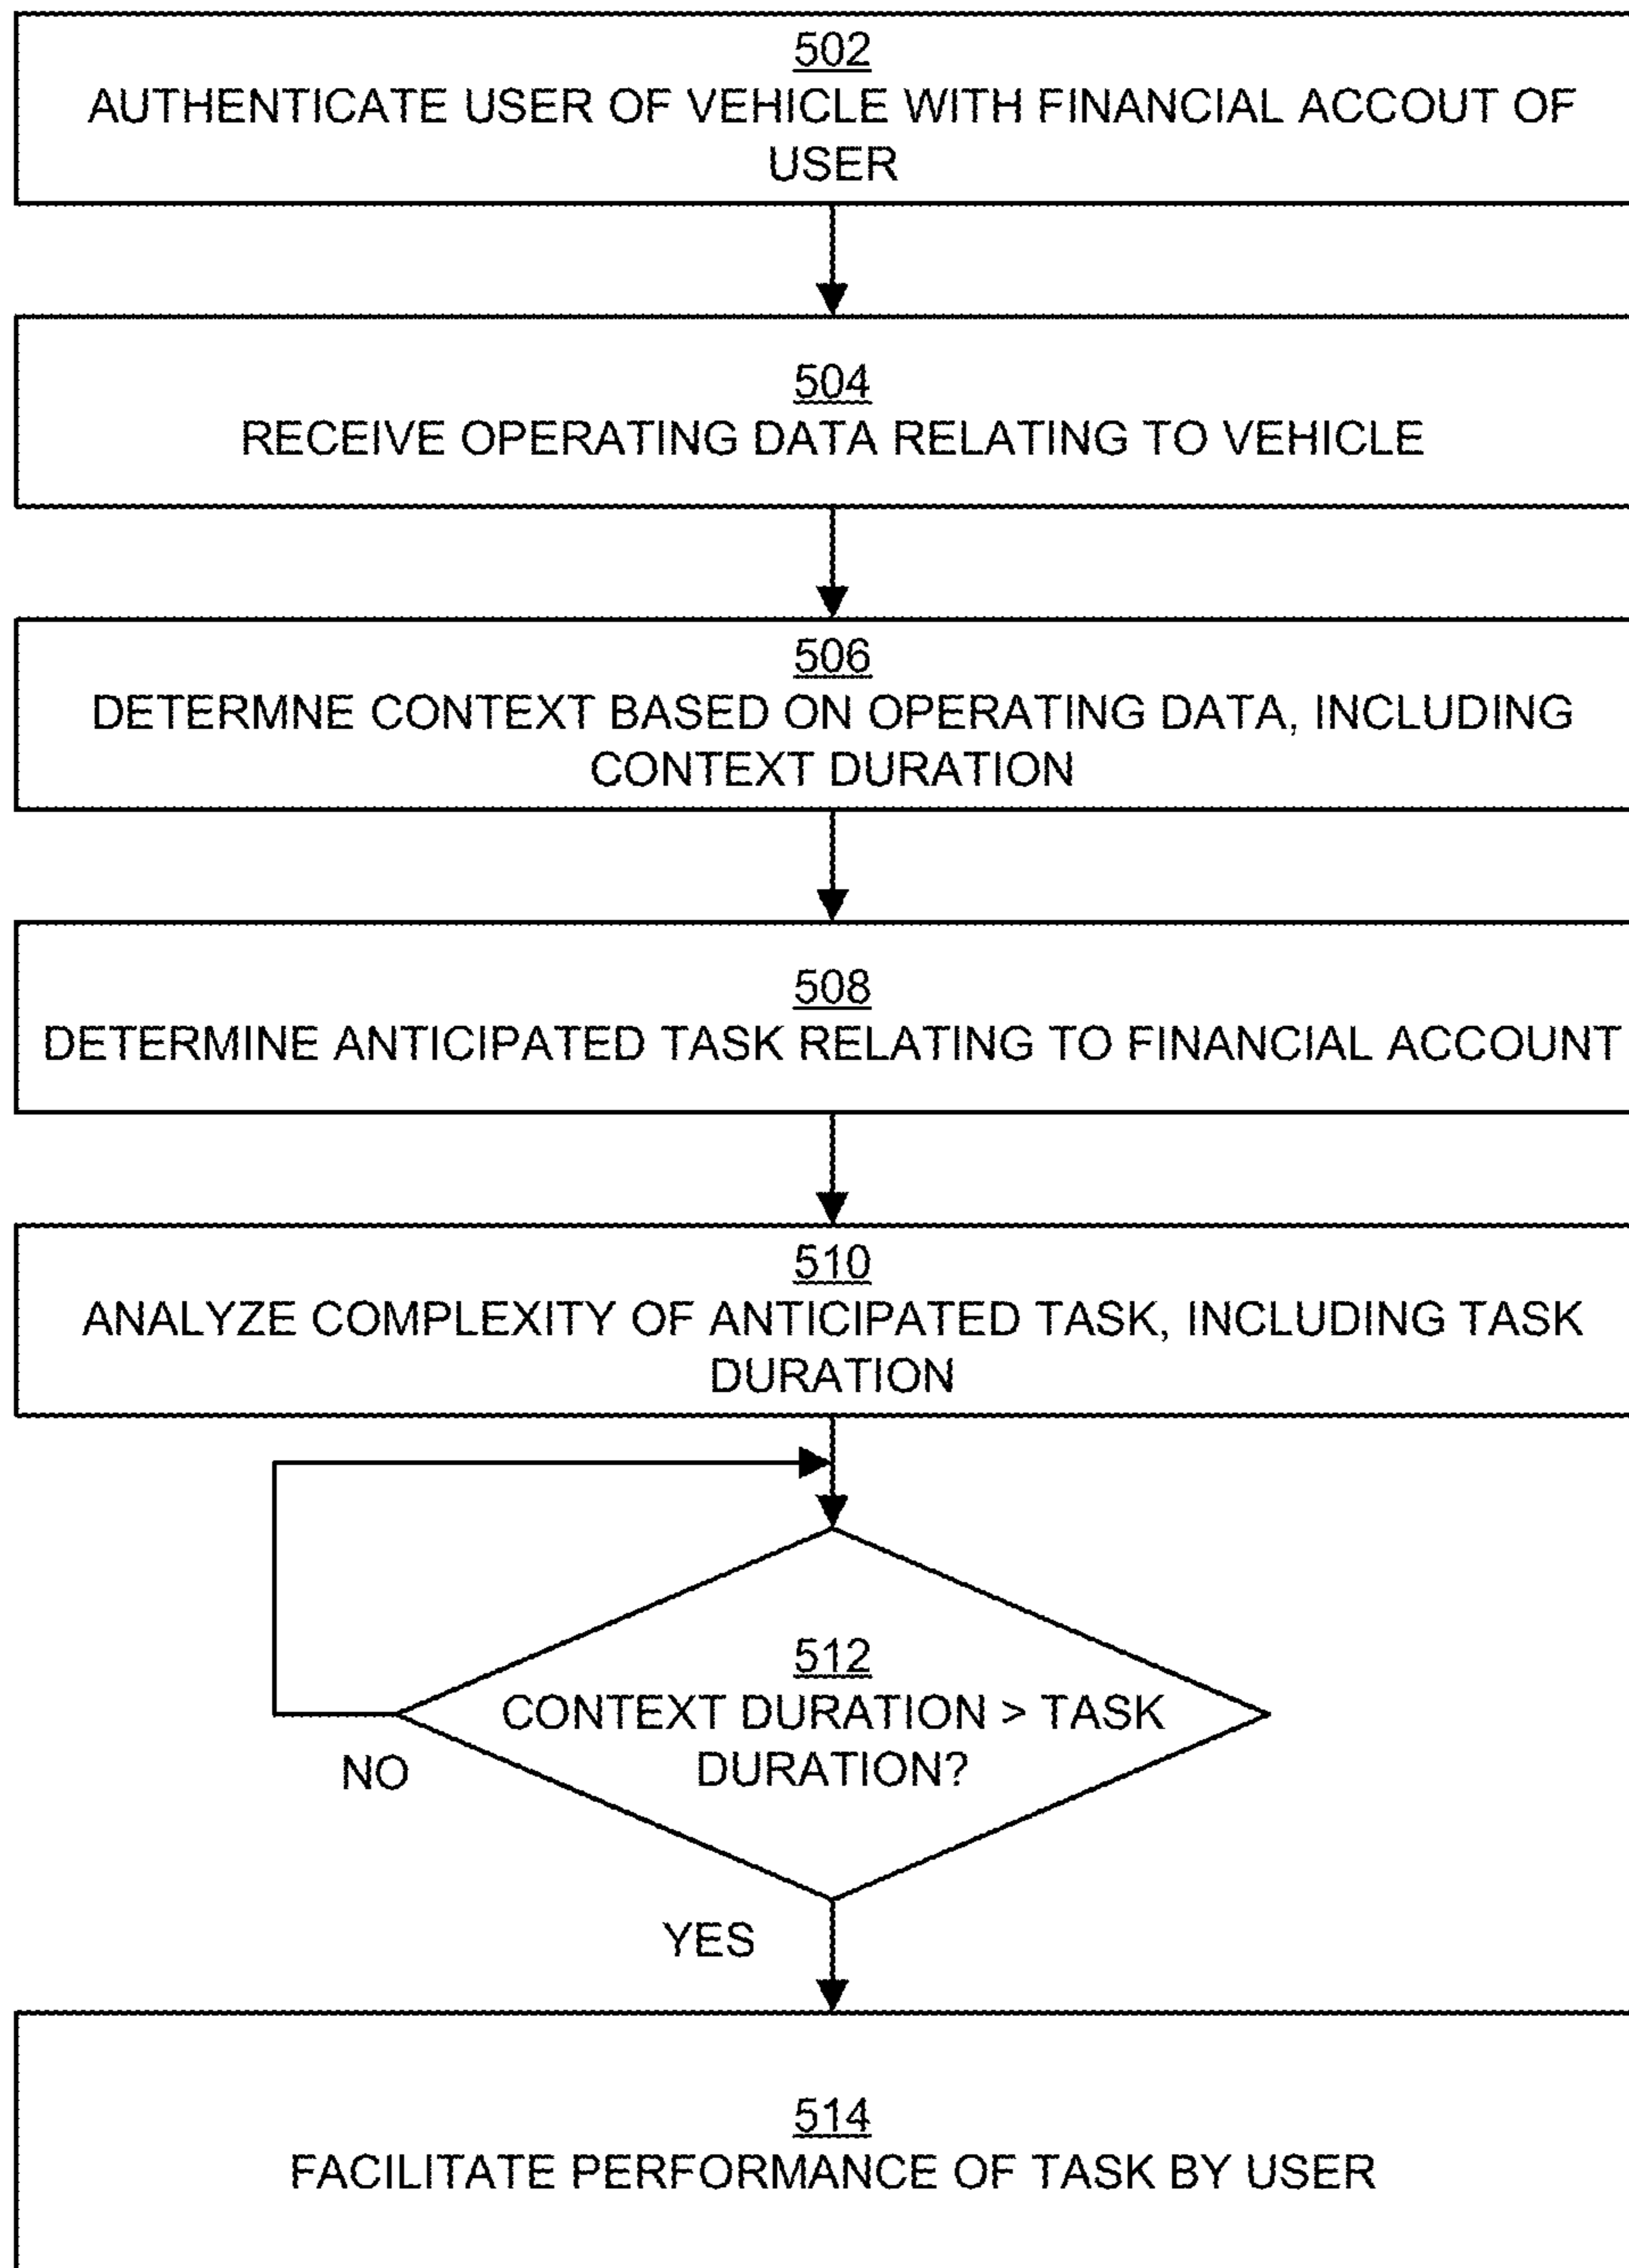 502
AUTHENTICATE USER OF VEHICLE WITH FINANCIAL ACCOUT OF
USER
504
RECEIVE OPERATING DATA RELATING TO VEHICLE
506
DETERMNE CONTEXT BASED ON OPERATING DATA, INCLUDING
CONTEXT DURATION
508
DETERMINE ANTICIPATED TASK RELATING TO FINANCIAL ACCOUNT
510
ANALYZE COMPLEXITY OF ANTICIPATED TASK, INCLUDING TASK
DURATION
512
CONTEXT DURATION > TASK
DURATION?
NO
YES
514
FACILITATE PERFORMANCE OF TASK BY USER